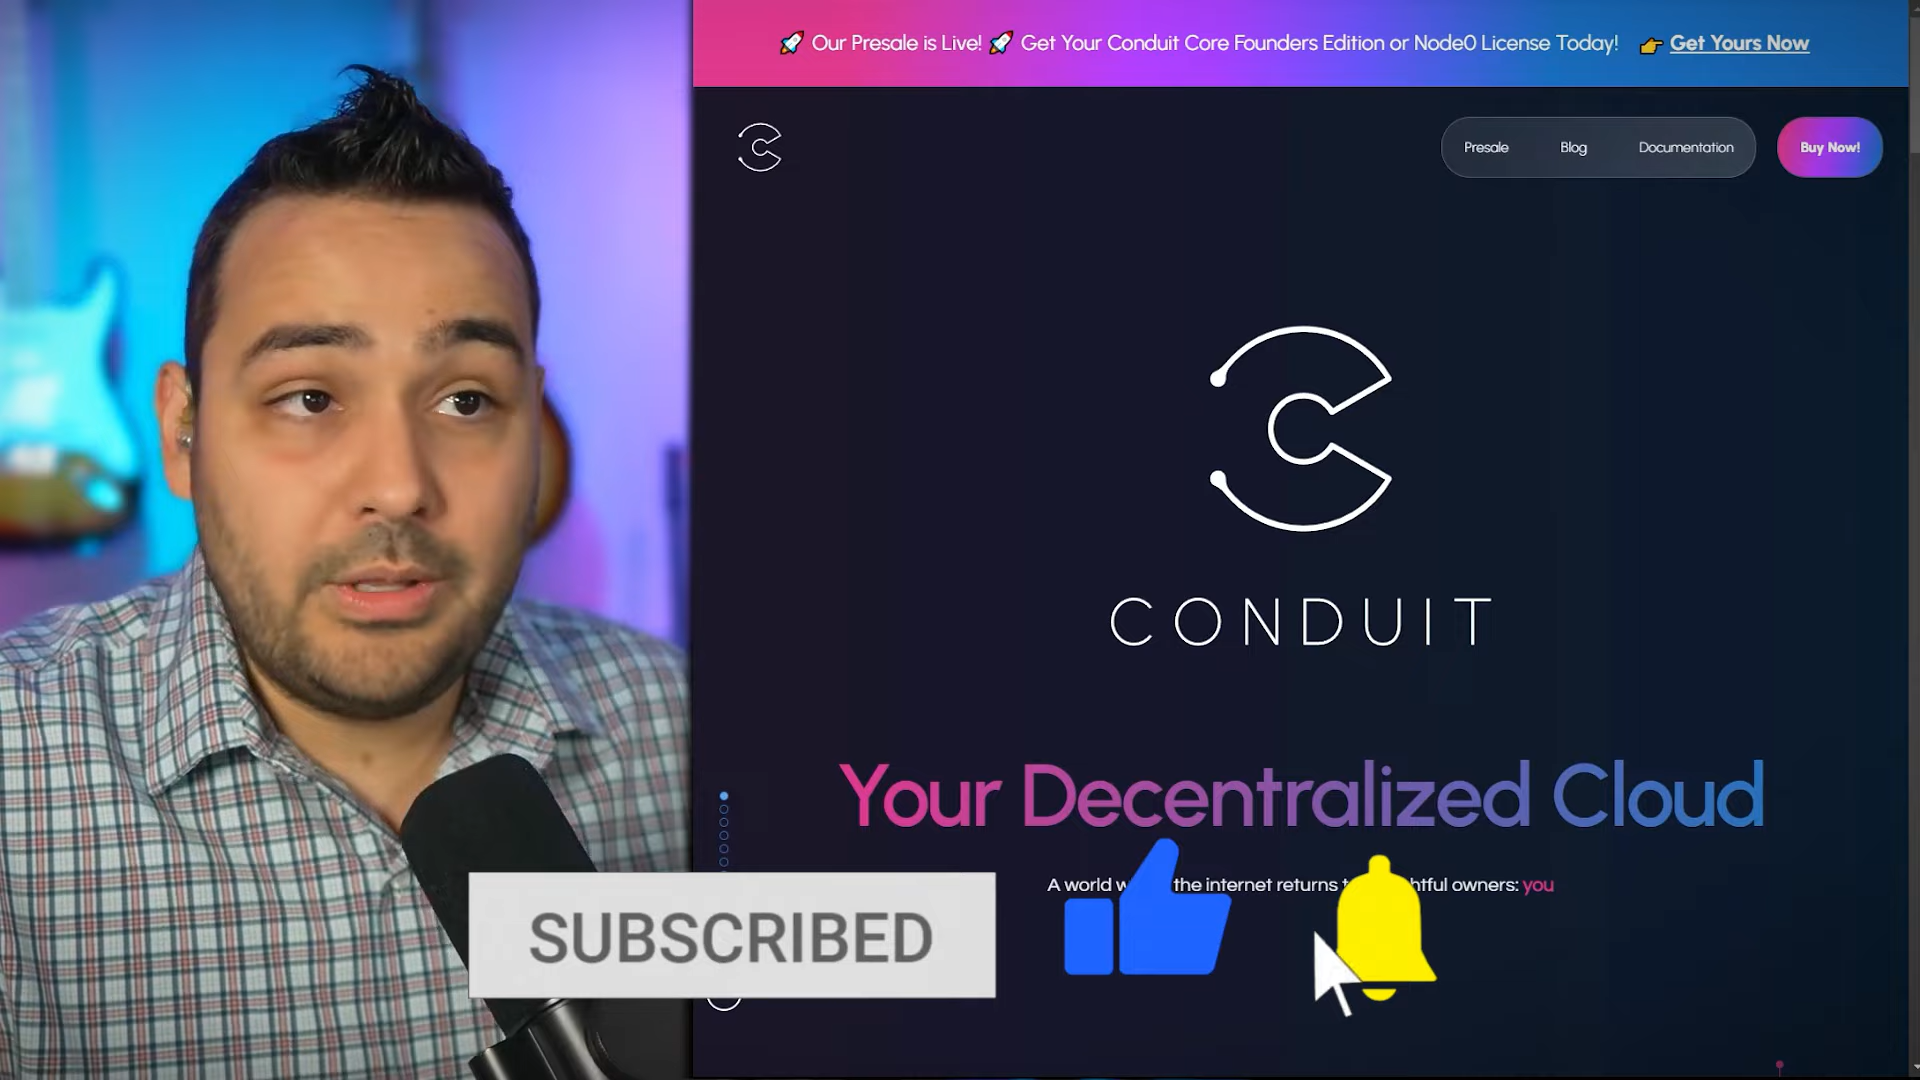 🚀 Our Presale is Live! 🚀 Get Your Conduit Core Founders Edition or Node0 License Today! 👉 Get Yours Now
Presale Blog Documentation Buy Now!
CONDUIT
Your Decentralized Cloud
A world the internet returns owners: you
SUBSCRIBED